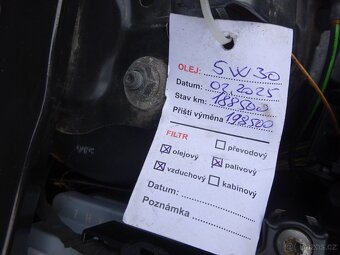 OLEJ: 5W30
Datum: 02.2025
Stav km: 188500
Příští výměna 198500
FILTR
převodový
olejový
palivový
vzduchový
kabinový
Datum:
Poznámka